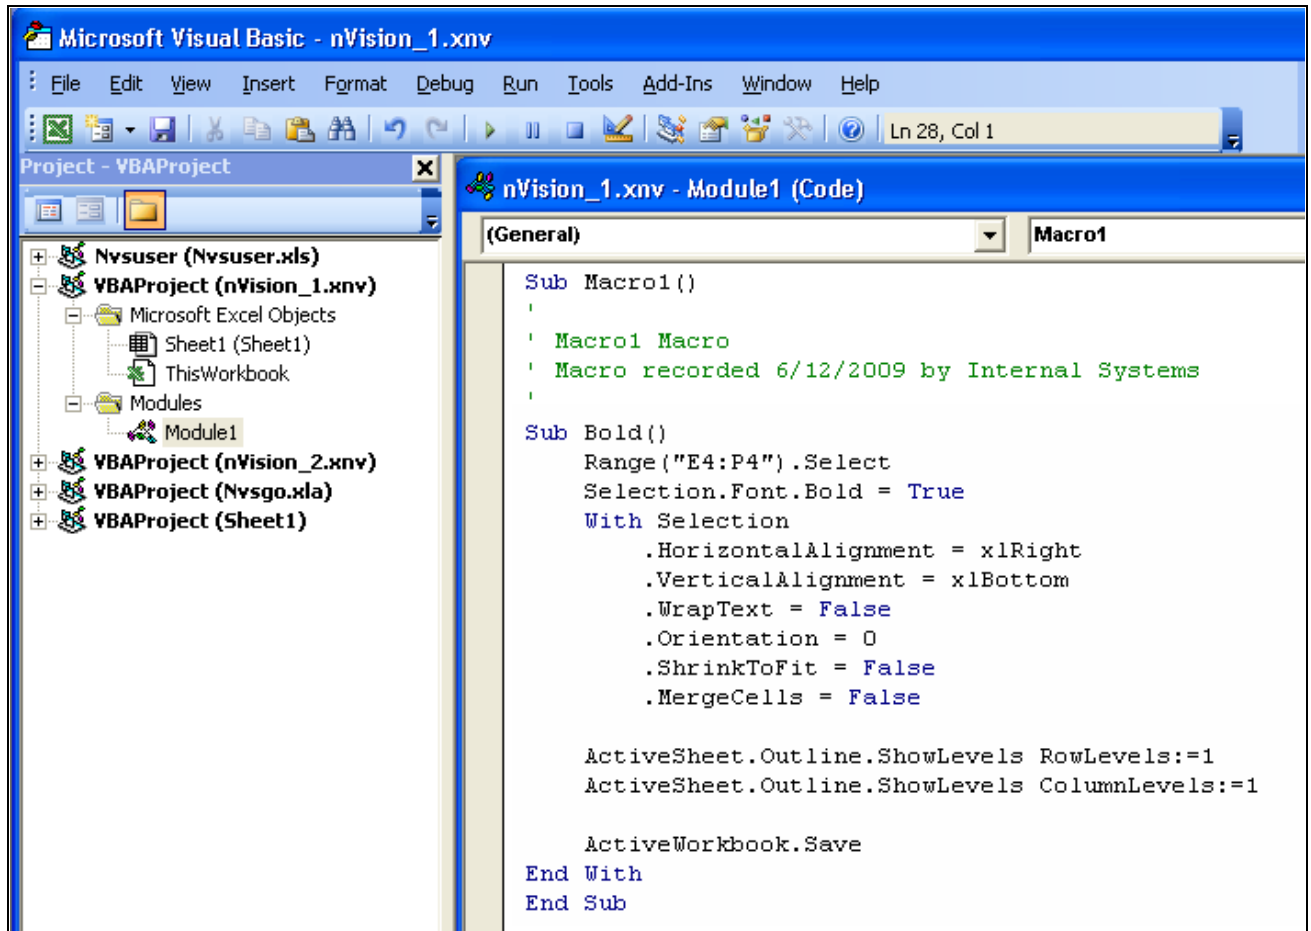 Microsoft Visual Basic - nVision_1.xnv
File Edit View Insert Format Debug Run Tools Add-Ins Window Help
Ln 28, Col 1
Project - VBAProject
Nvsuser (Nvsuser.xls)
VBAProject (nVision_1.xnv)
Microsoft Excel Objects
Sheet1 (Sheet1)
ThisWorkbook
Modules
Module1
VBAProject (nVision_2.xnv)
VBAProject (Nvsgo.xla)
VBAProject (Sheet1)
nVision_1.xnv - Module1 (Code)
(General) Macro1
Sub Macro1()
'
' Macro1 Macro
' Macro recorded 6/12/2009 by Internal Systems
'
Sub Bold()
    Range("E4:P4").Select
    Selection.Font.Bold = True
    With Selection
        .HorizontalAlignment = xlRight
        .VerticalAlignment = xlBottom
        .WrapText = False
        .Orientation = 0
        .ShrinkToFit = False
        .MergeCells = False
    ActiveSheet.Outline.ShowLevels RowLevels:=1
    ActiveSheet.Outline.ShowLevels ColumnLevels:=1
    ActiveWorkbook.Save
End With
End Sub